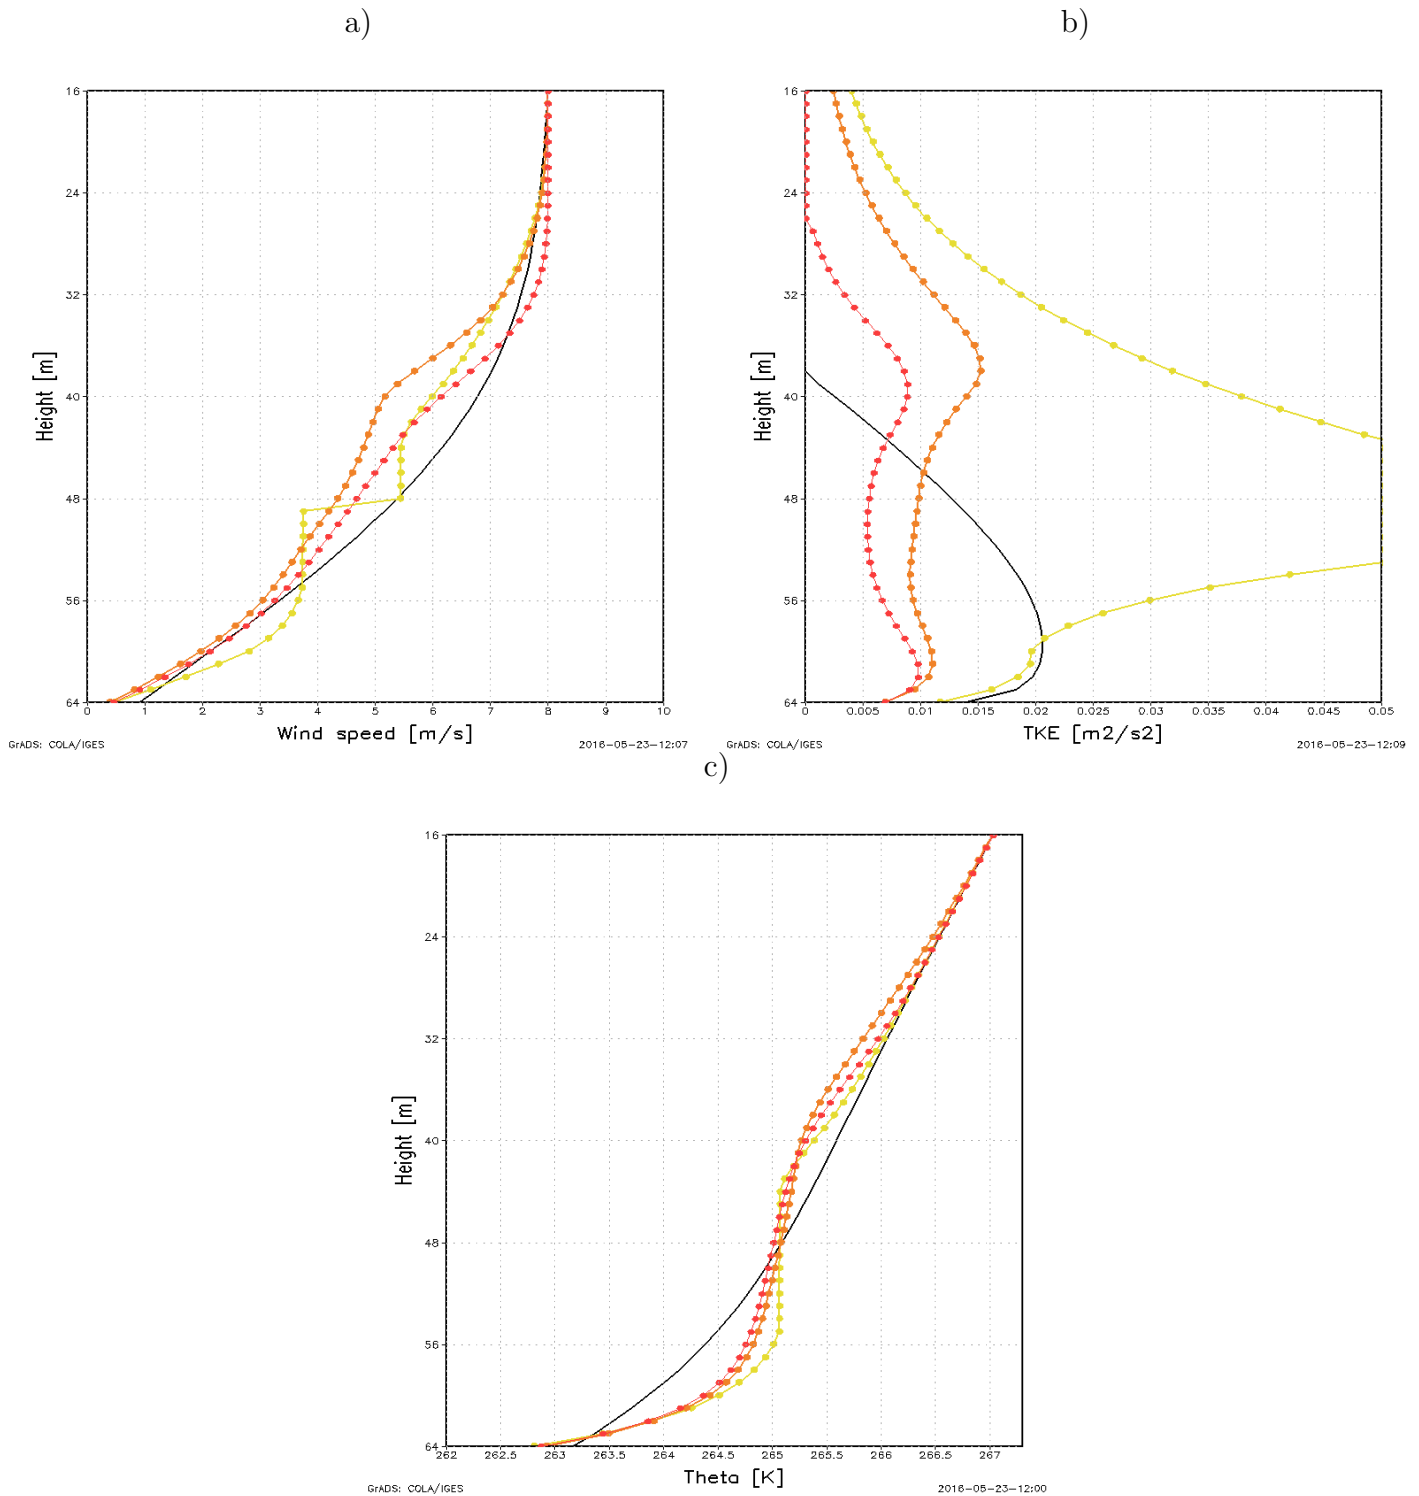 a)
b)
16
24
32
40
48
56
64
Height [m]
0 1 2 3 4 5 6 7 8 9 10
Wind speed [m/s]
GrADS: COLA/IGES
2016-05-23-12:07
16
24
32
40
48
56
64
Height [m]
0 0.005 0.01 0.015 0.02 0.025 0.03 0.035 0.04 0.045 0.05
TKE [m2/s2]
GrADS: COLA/IGES
2016-05-23-12:09
c)
16
24
32
40
48
56
64
Height [m]
262 262.5 263 263.5 264 264.5 265 265.5 266 266.5 267
Theta [K]
GrADS: COLA/IGES
2016-05-23-12:00